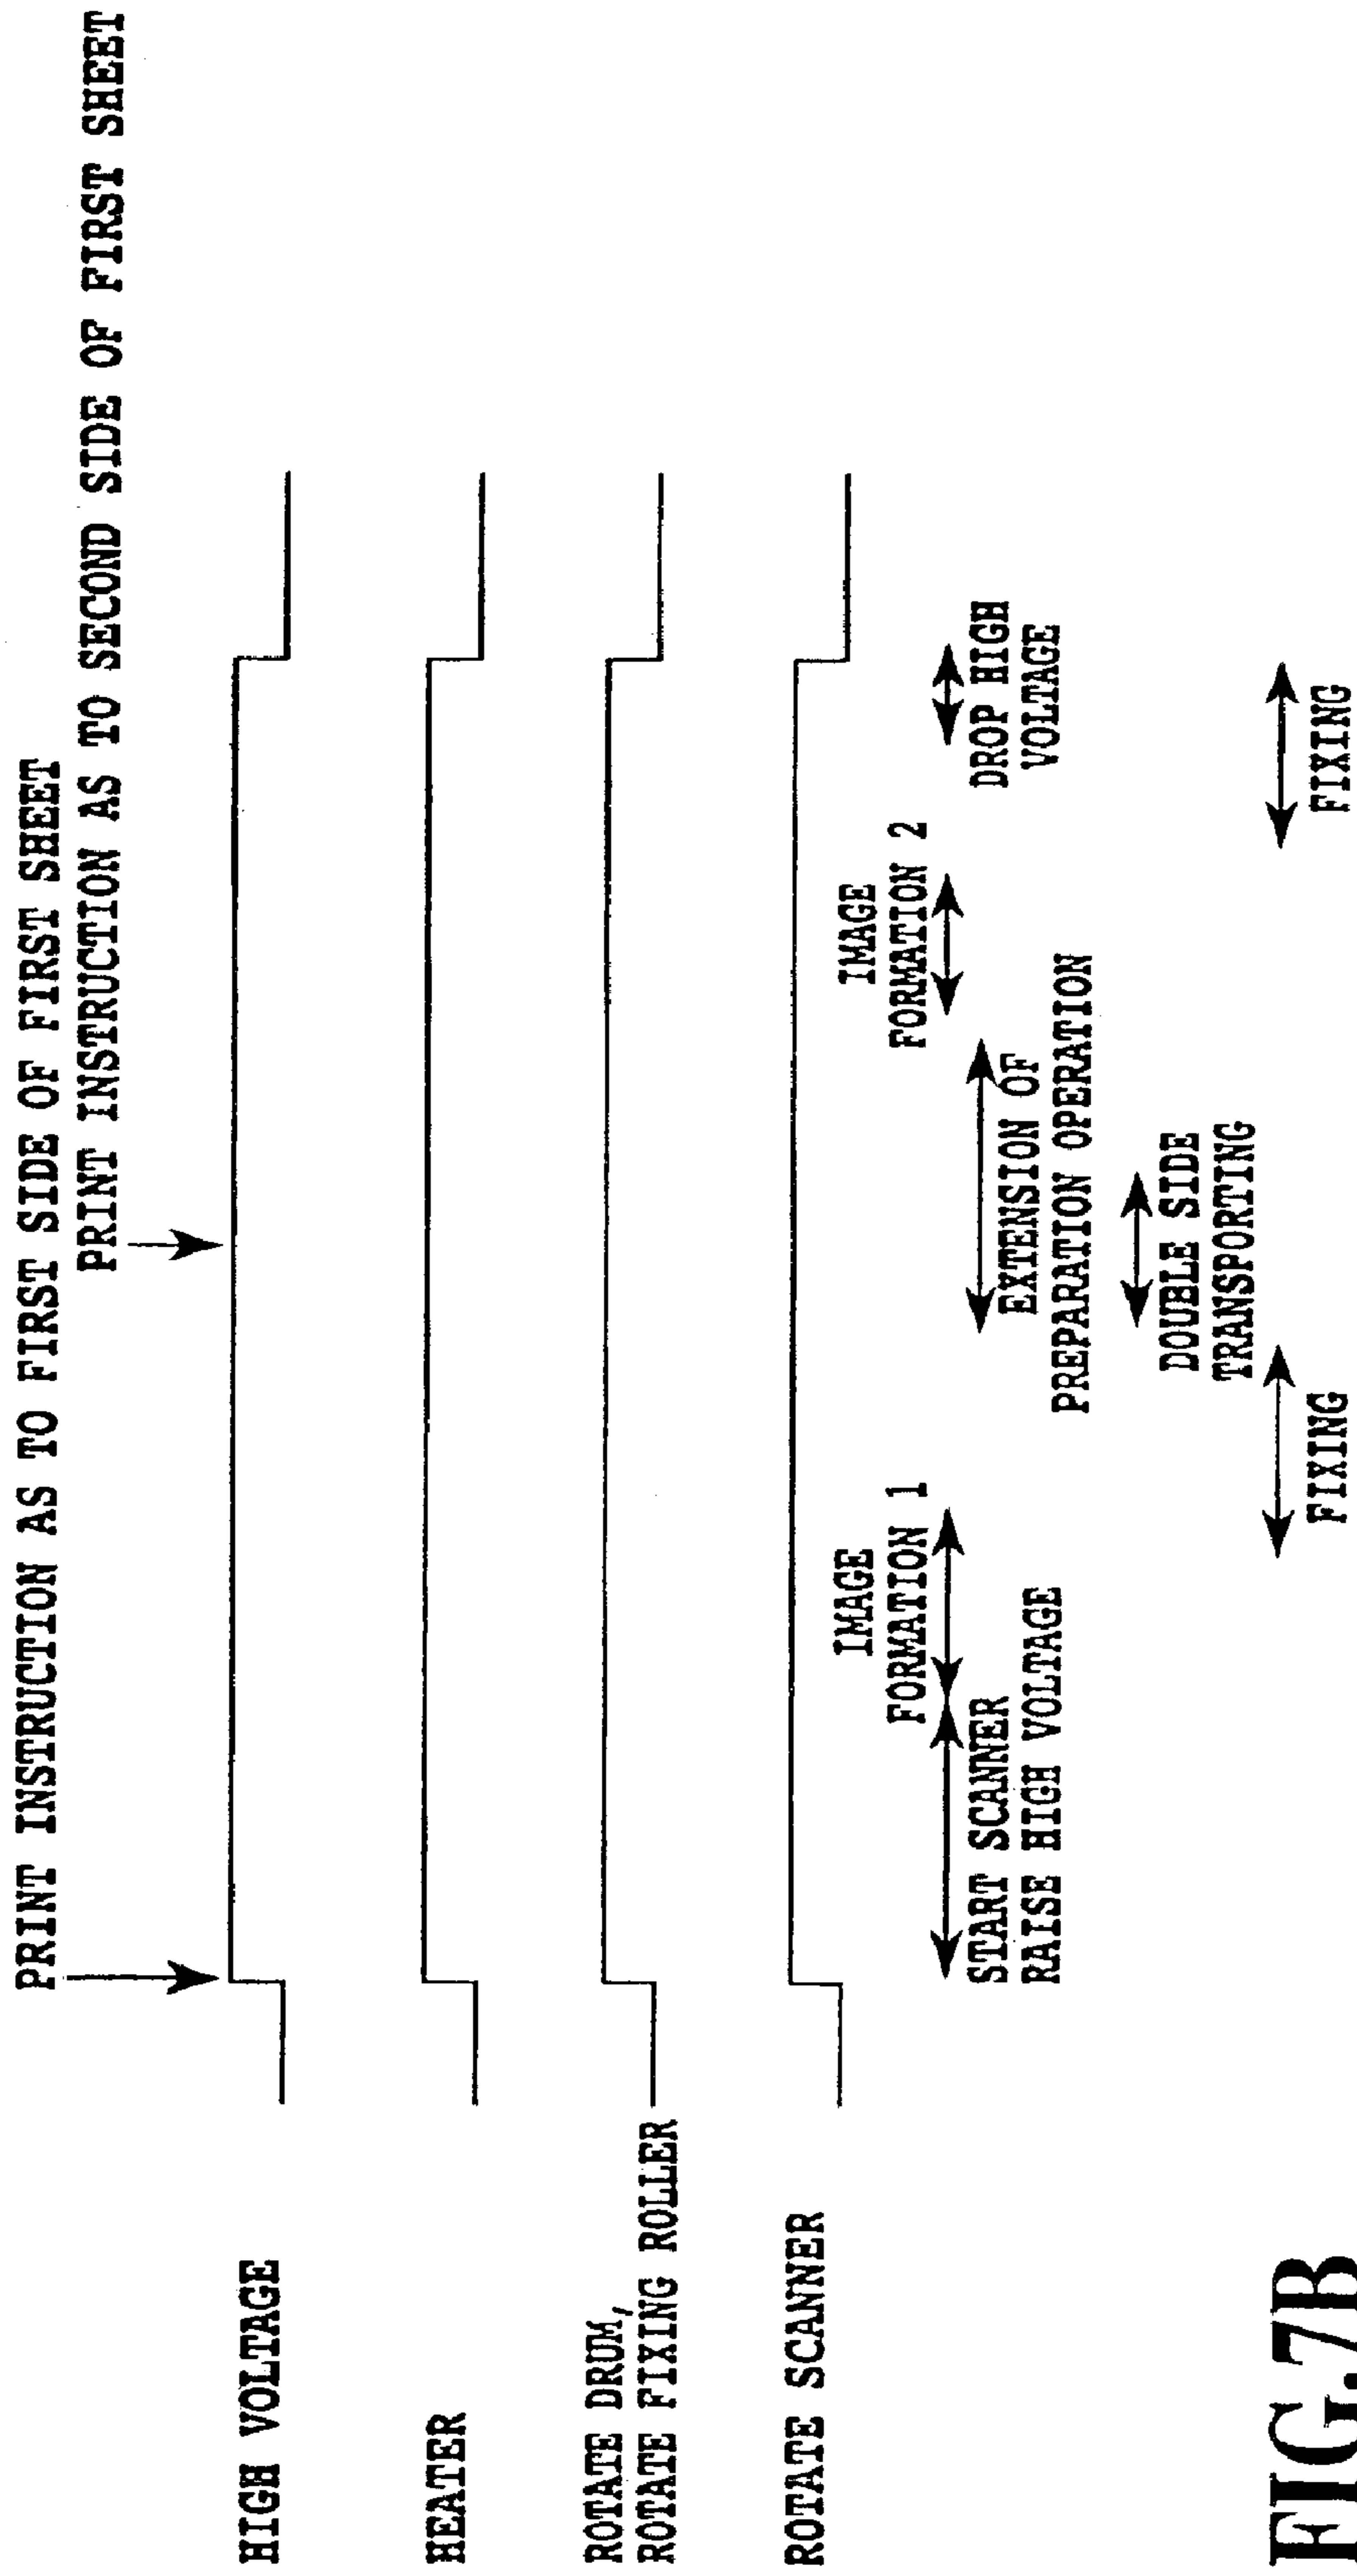 PRINT INSTRUCTION AS TO FIRST SIDE OF FIRST SHEET
PRINT INSTRUCTION AS TO SECOND SIDE OF FIRST SHEET
HIGH VOLTAGE
HEATER
ROTATE DRUM,
ROTATE FIXING ROLLER
ROTATE SCANNER
IMAGE
FORMATION 1
IMAGE
FORMATION 2
START SCANNER
RAISE HIGH VOLTAGE
EXTENSION OF
PREPARATION OPERATION
DROP HIGH
VOLTAGE
DOUBLE SIDE
TRANSPORTING
FIXING
FIXING
FIG.7B